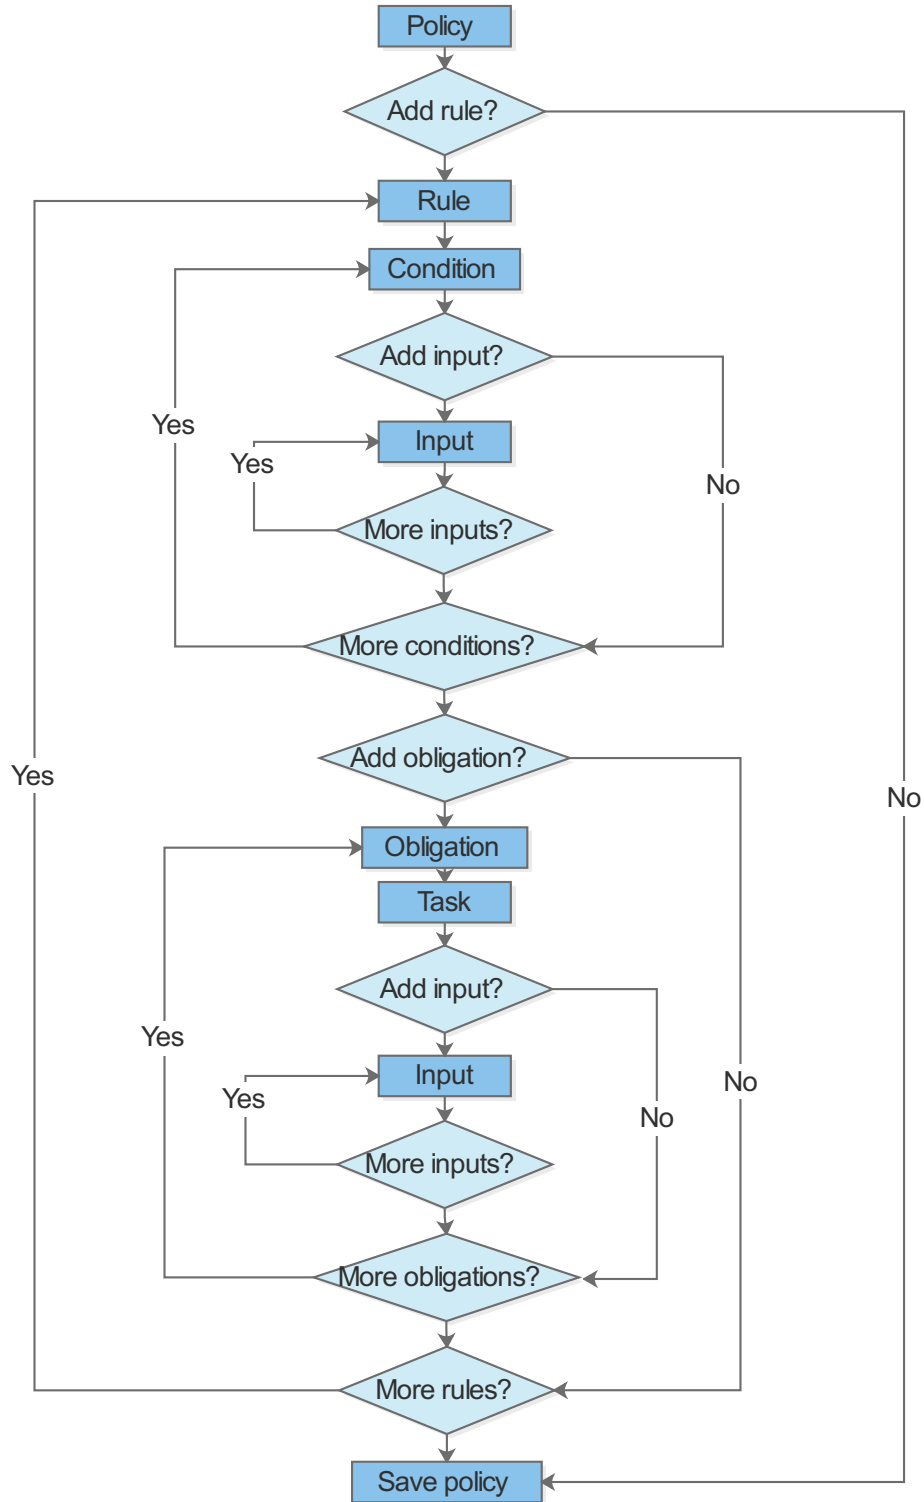 Policy
Add rule?
Rule
Condition
Add input?
Yes
Input
Yes
No
More inputs?
More conditions?
Add obligation?
Yes
No
Obligation
Task
Add input?
Yes
Input
Yes
No
No
More inputs?
More obligations?
More rules?
Save policy